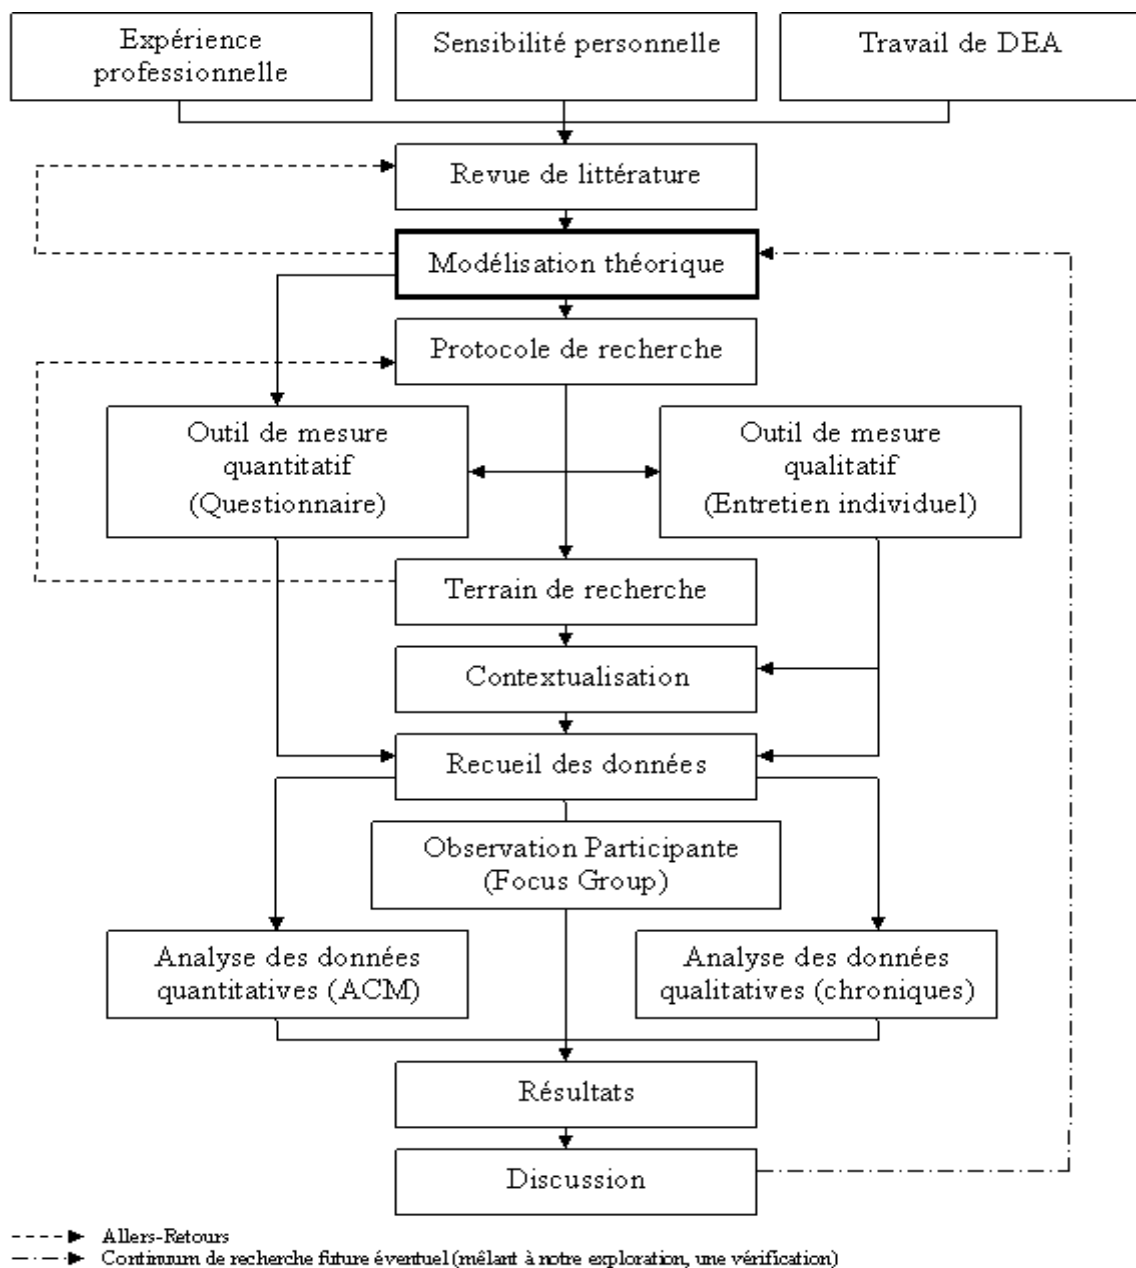 Expérience
professionnelle
Sensibilité personnelle
Travail de DEA
Revue de littérature
Modélisation théorique
Protocole de recherche
Outil de mesure
quantitatif
(Questionnaire)
Outil de mesure
qualitatif
(Entretien individuel)
Terrain de recherche
Contextualisation
Recueil des données
Observation Participante
(Focus Group)
Analyse des données
quantitatives (ACM)
Analyse des données
qualitatives (chroniques)
Résultats
Discussion
Allers-Retours
Continuum de recherche future éventuel (mêlant à notre exploration, une vérification)